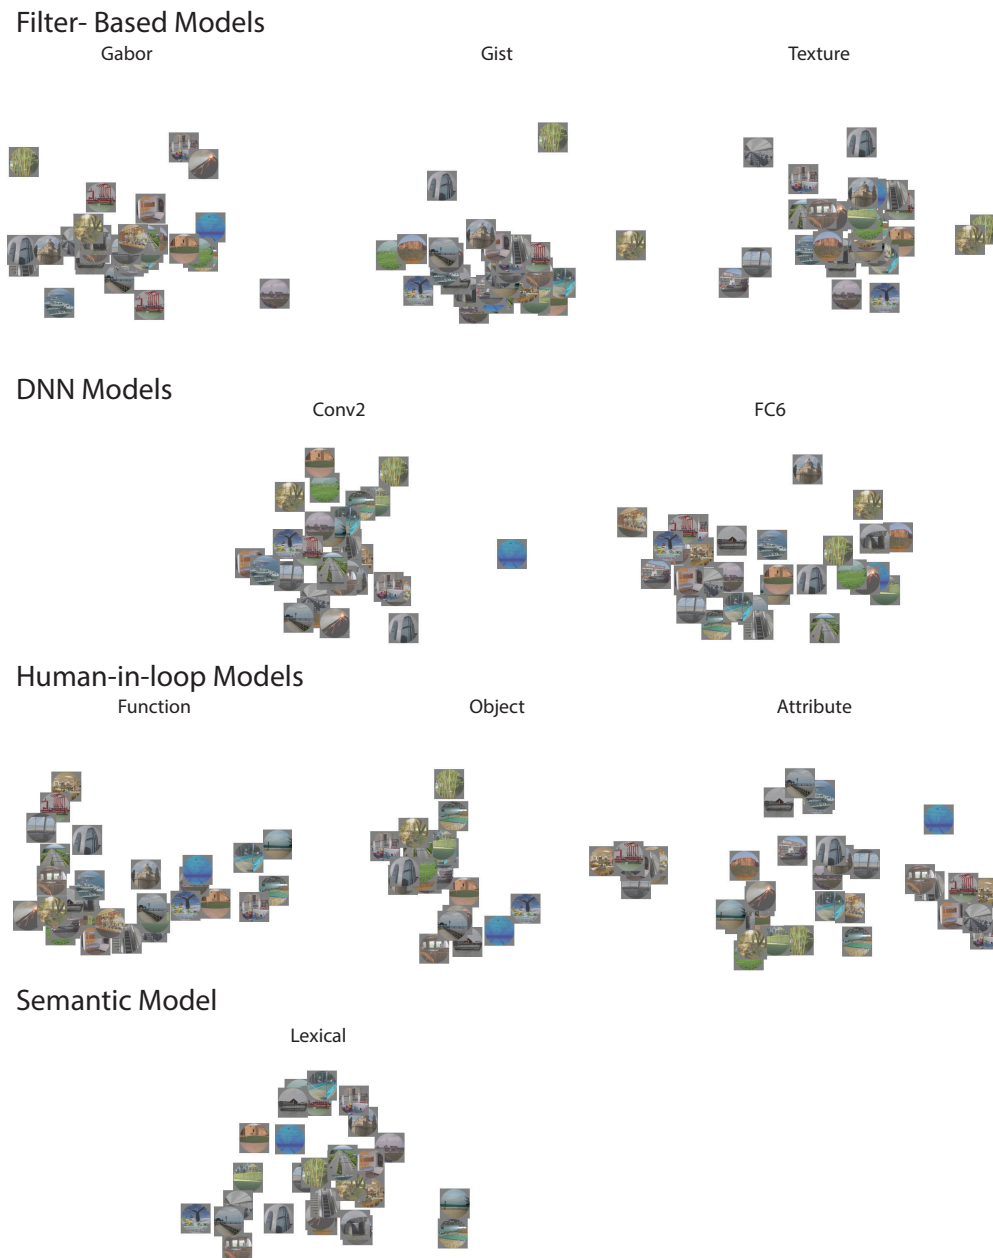 Filter- Based Models
Gabor
Gist
Texture
DNN Models
Conv2
FC6
Human-in-loop Models
Function
Object
Attribute
Semantic Model
Lexical